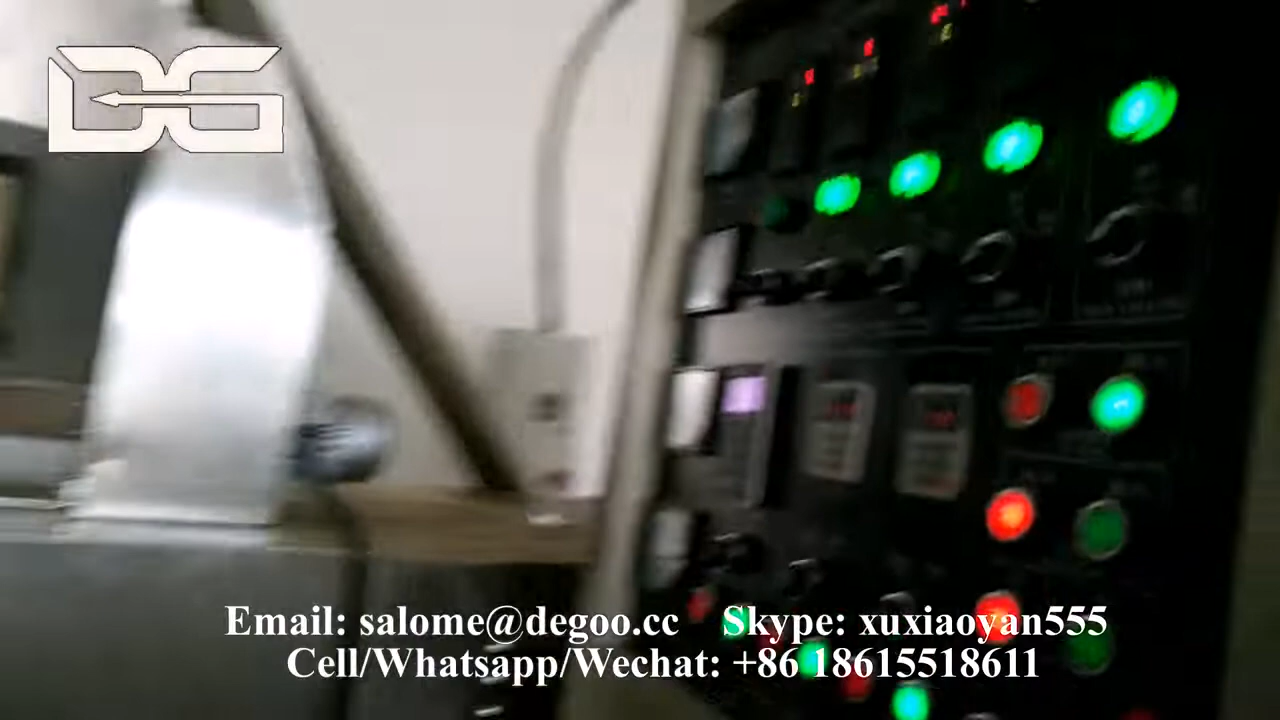 DG
Email: salome@degoo.cc Skype: xuxiaoyan555
Cell/Whatsapp/Wechat: +86 18615518611